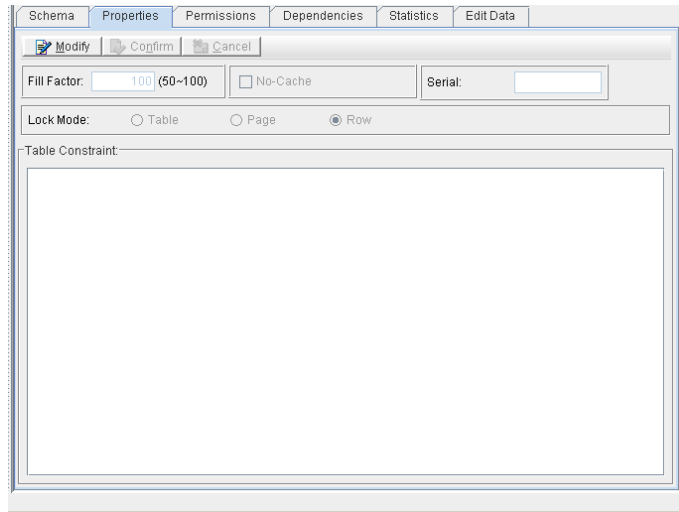 Schema Properties Permissions Dependencies Statistics Edit Data
Modify Confirm Cancel
Fill Factor: 100 (50~100) No-Cache Serial:
Lock Mode: Table Page Row
Table Constraint: